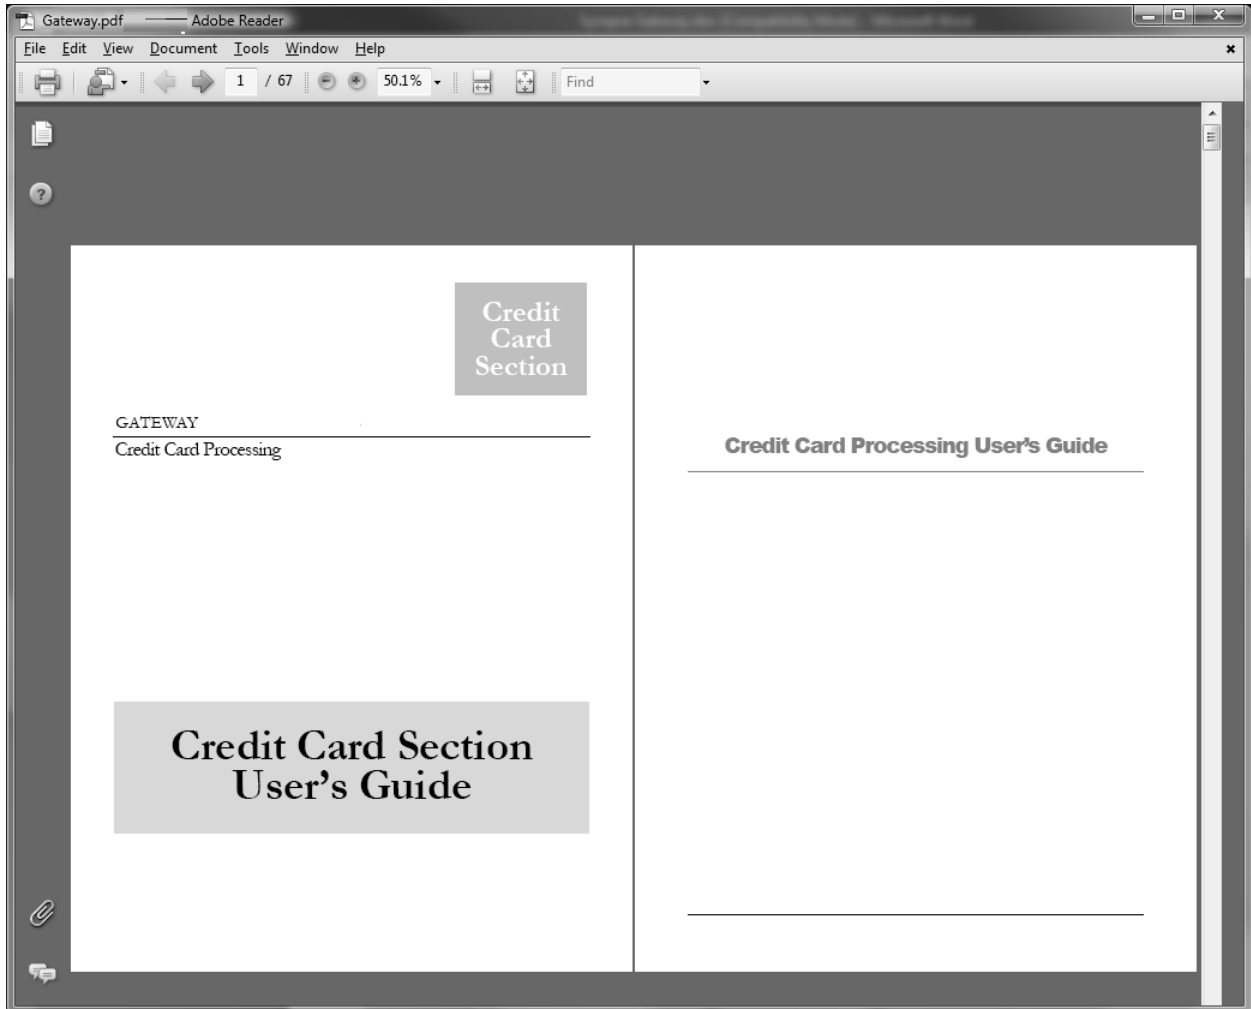 Gateway.pdf Adobe Reader
File Edit View Document Tools Window Help
1 / 67 50.1% Find
Credit
Card
Section
GATEWAY
Credit Card Processing
Credit Card Section
User's Guide
Credit Card Processing User's Guide